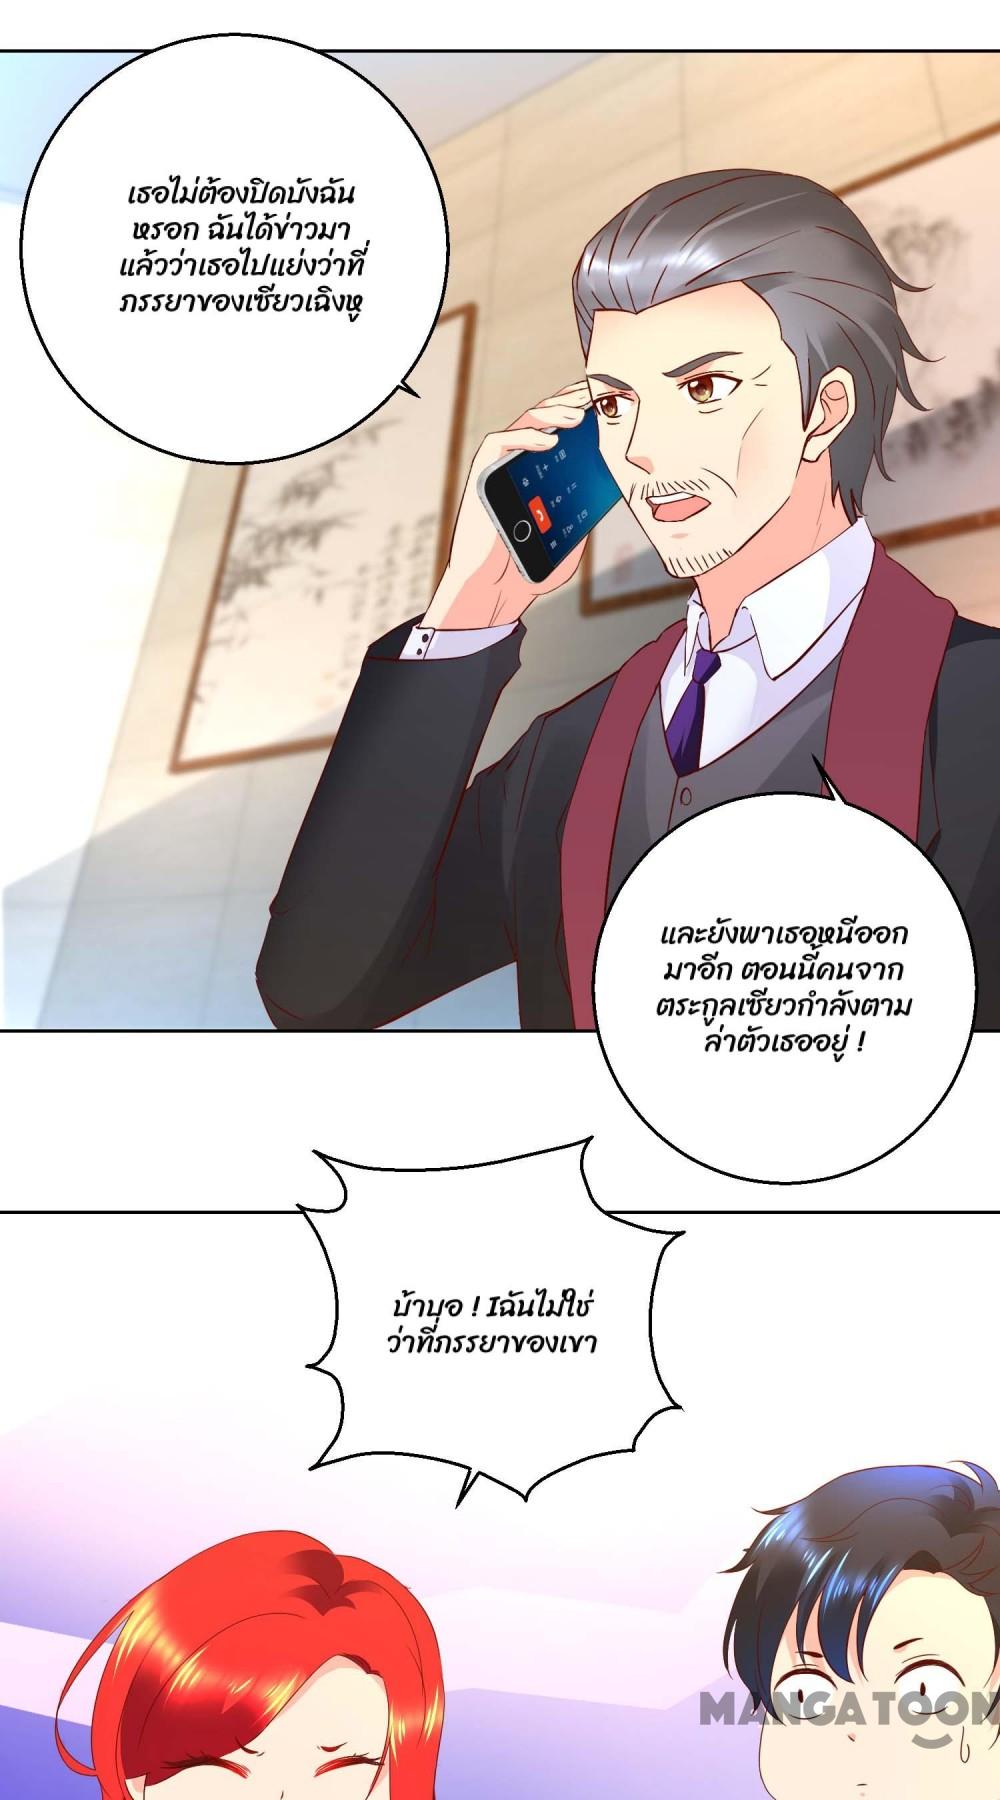 เธอไม่ต้องปิดบังฉัน
หรอก ฉันได้ข่าวมา
แล้วว่าเธอไปแย่งว่าที่
ภรรยาของเซียวเฉิงหู
และยังพาเธอหนีออก
มาอีก ตอนนี้คนจาก
ตระกูลเซียวกำลังตาม
ล่าตัวเธออยู่ !
บ้าบอ ! Iฉันไม่ใช่
ว่าที่ภรรยาของเขา
MANGATOON